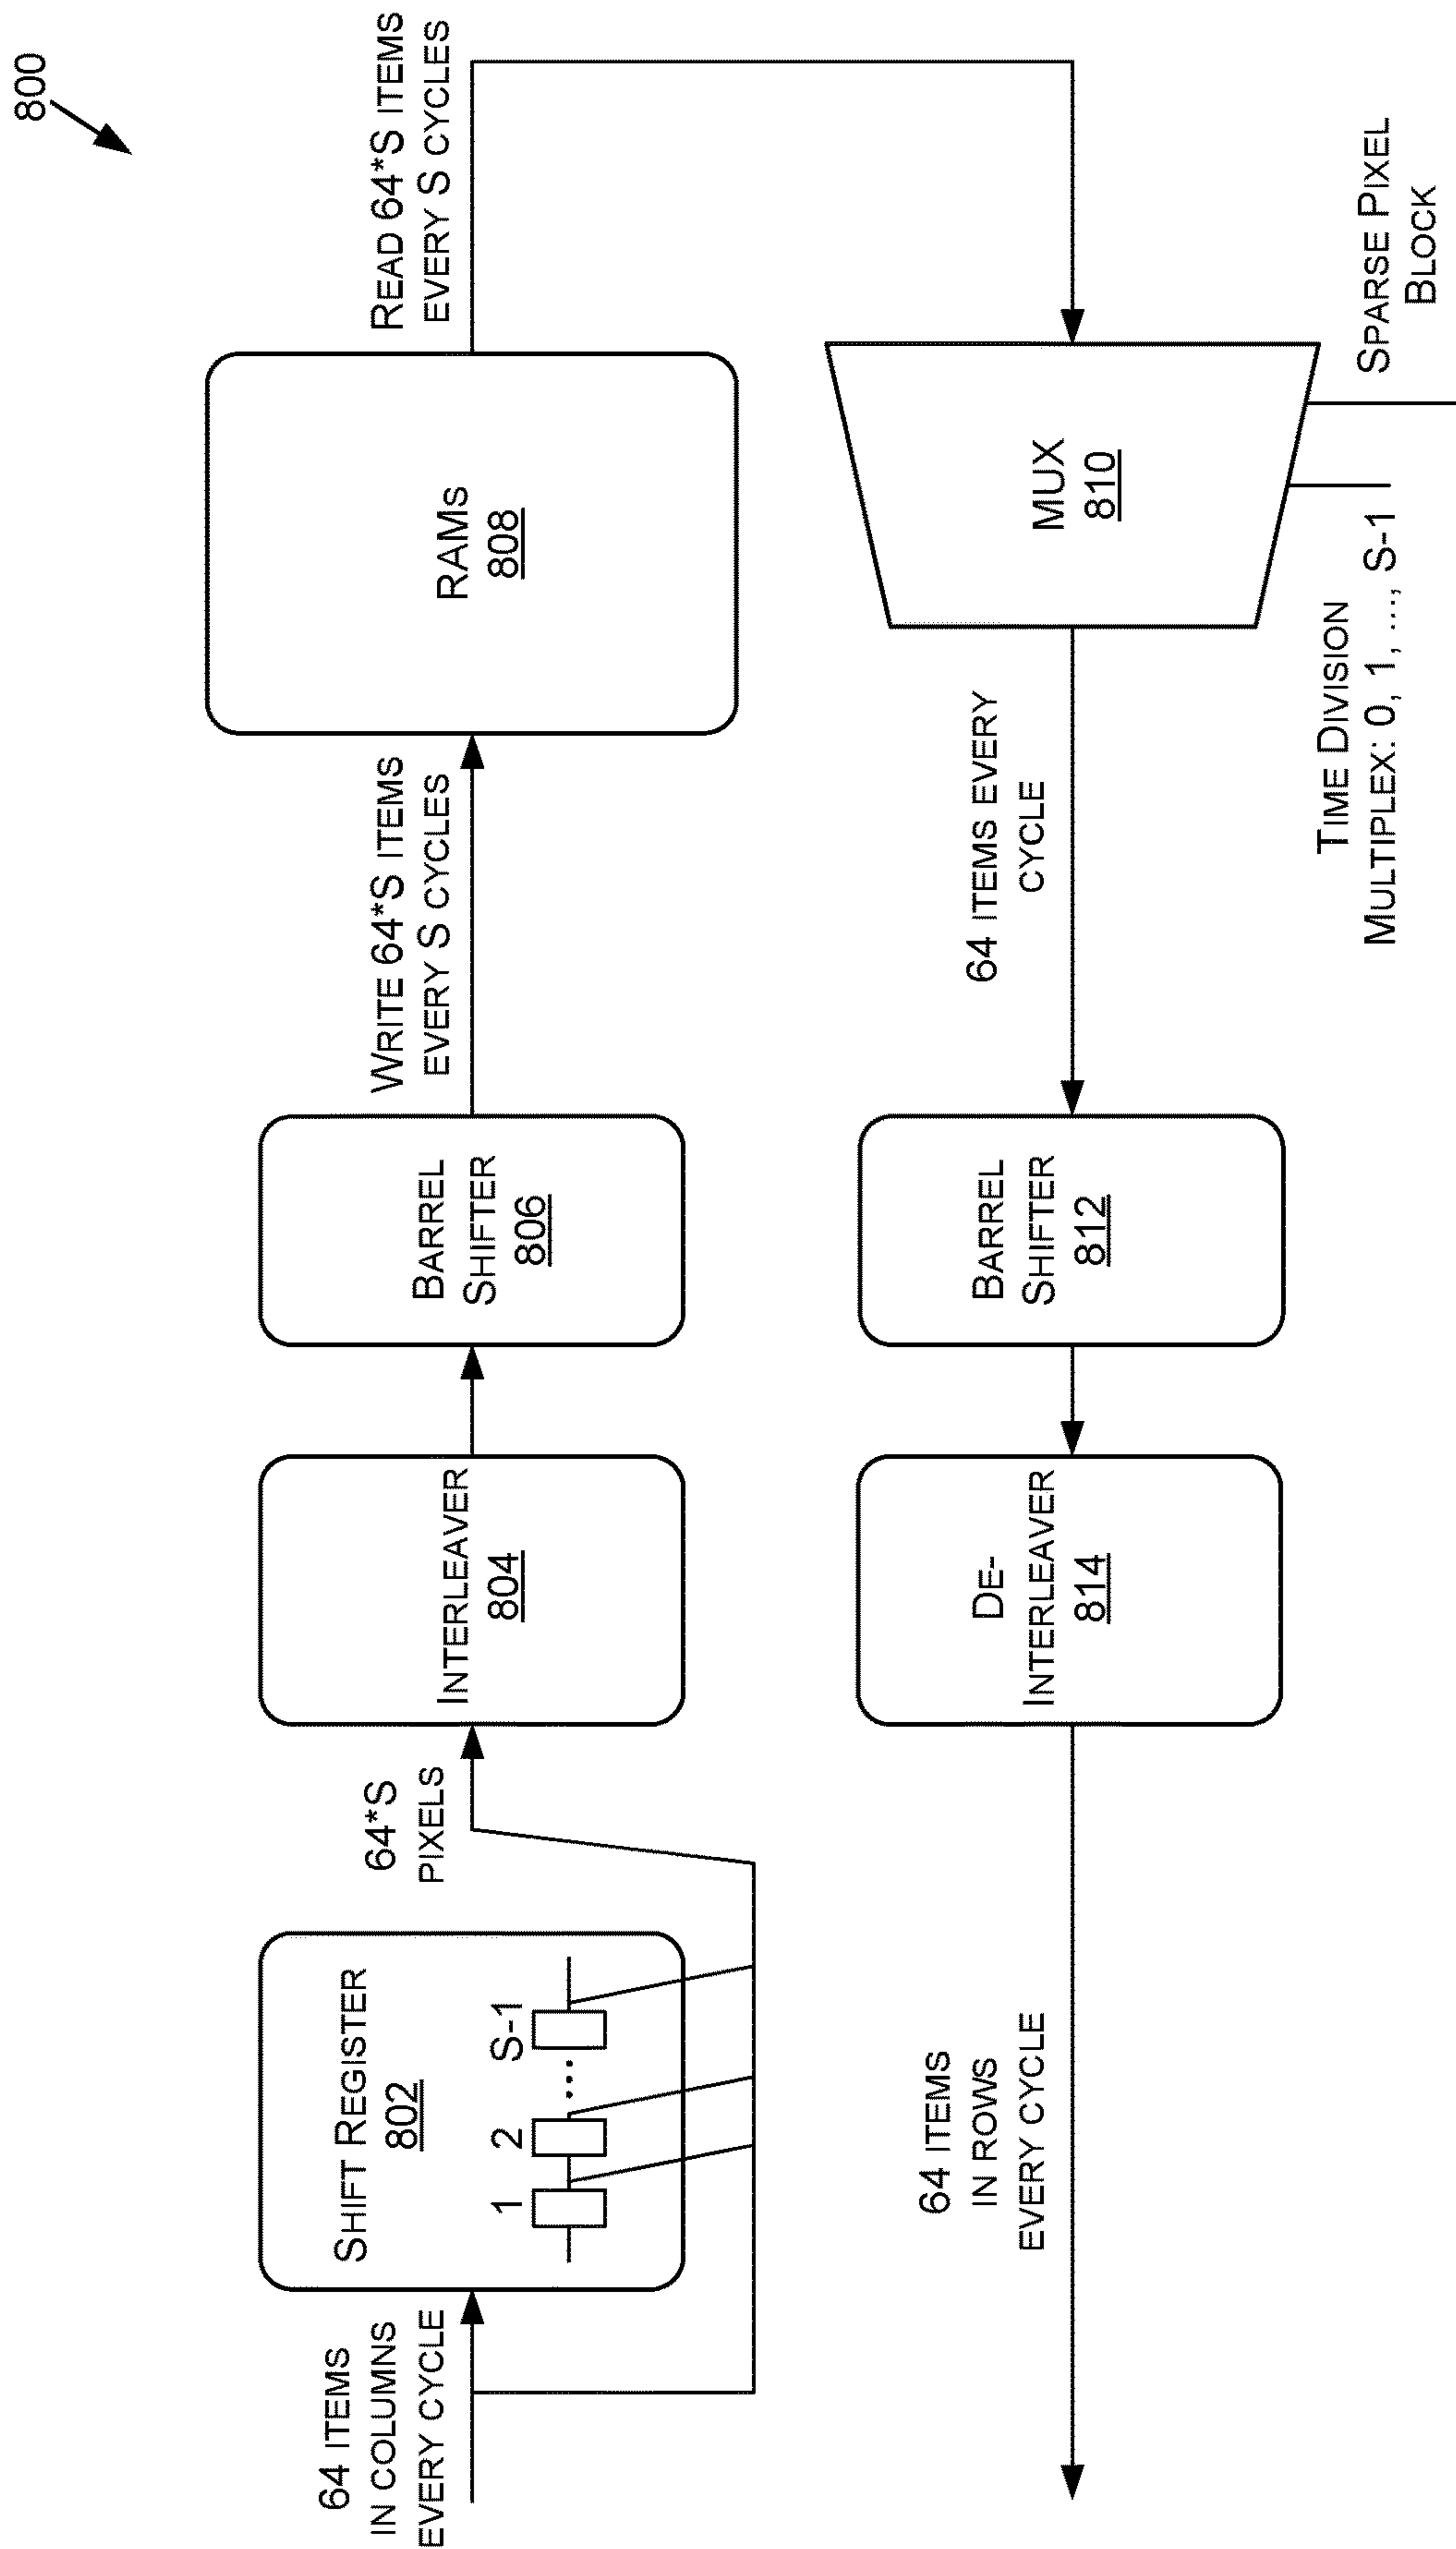 800
64 ITEMS
IN COLUMNS
EVERY CYCLE
SHIFT REGISTER
802
1
2
...
S-1
64*S
PIXELS
INTERLEAVER
804
BARREL
SHIFTER
806
WRITE 64*S ITEMS
EVERY S CYCLES
RAMS
808
READ 64*S ITEMS
EVERY S CYCLES
MUX
810
SPARSE PIXEL
BLOCK
TIME DIVISION
MULTIPLEX: 0, 1, ..., S-1
64 ITEMS EVERY
CYCLE
BARREL
SHIFTER
812
DE-
INTERLEAVER
814
64 ITEMS
IN ROWS
EVERY CYCLE